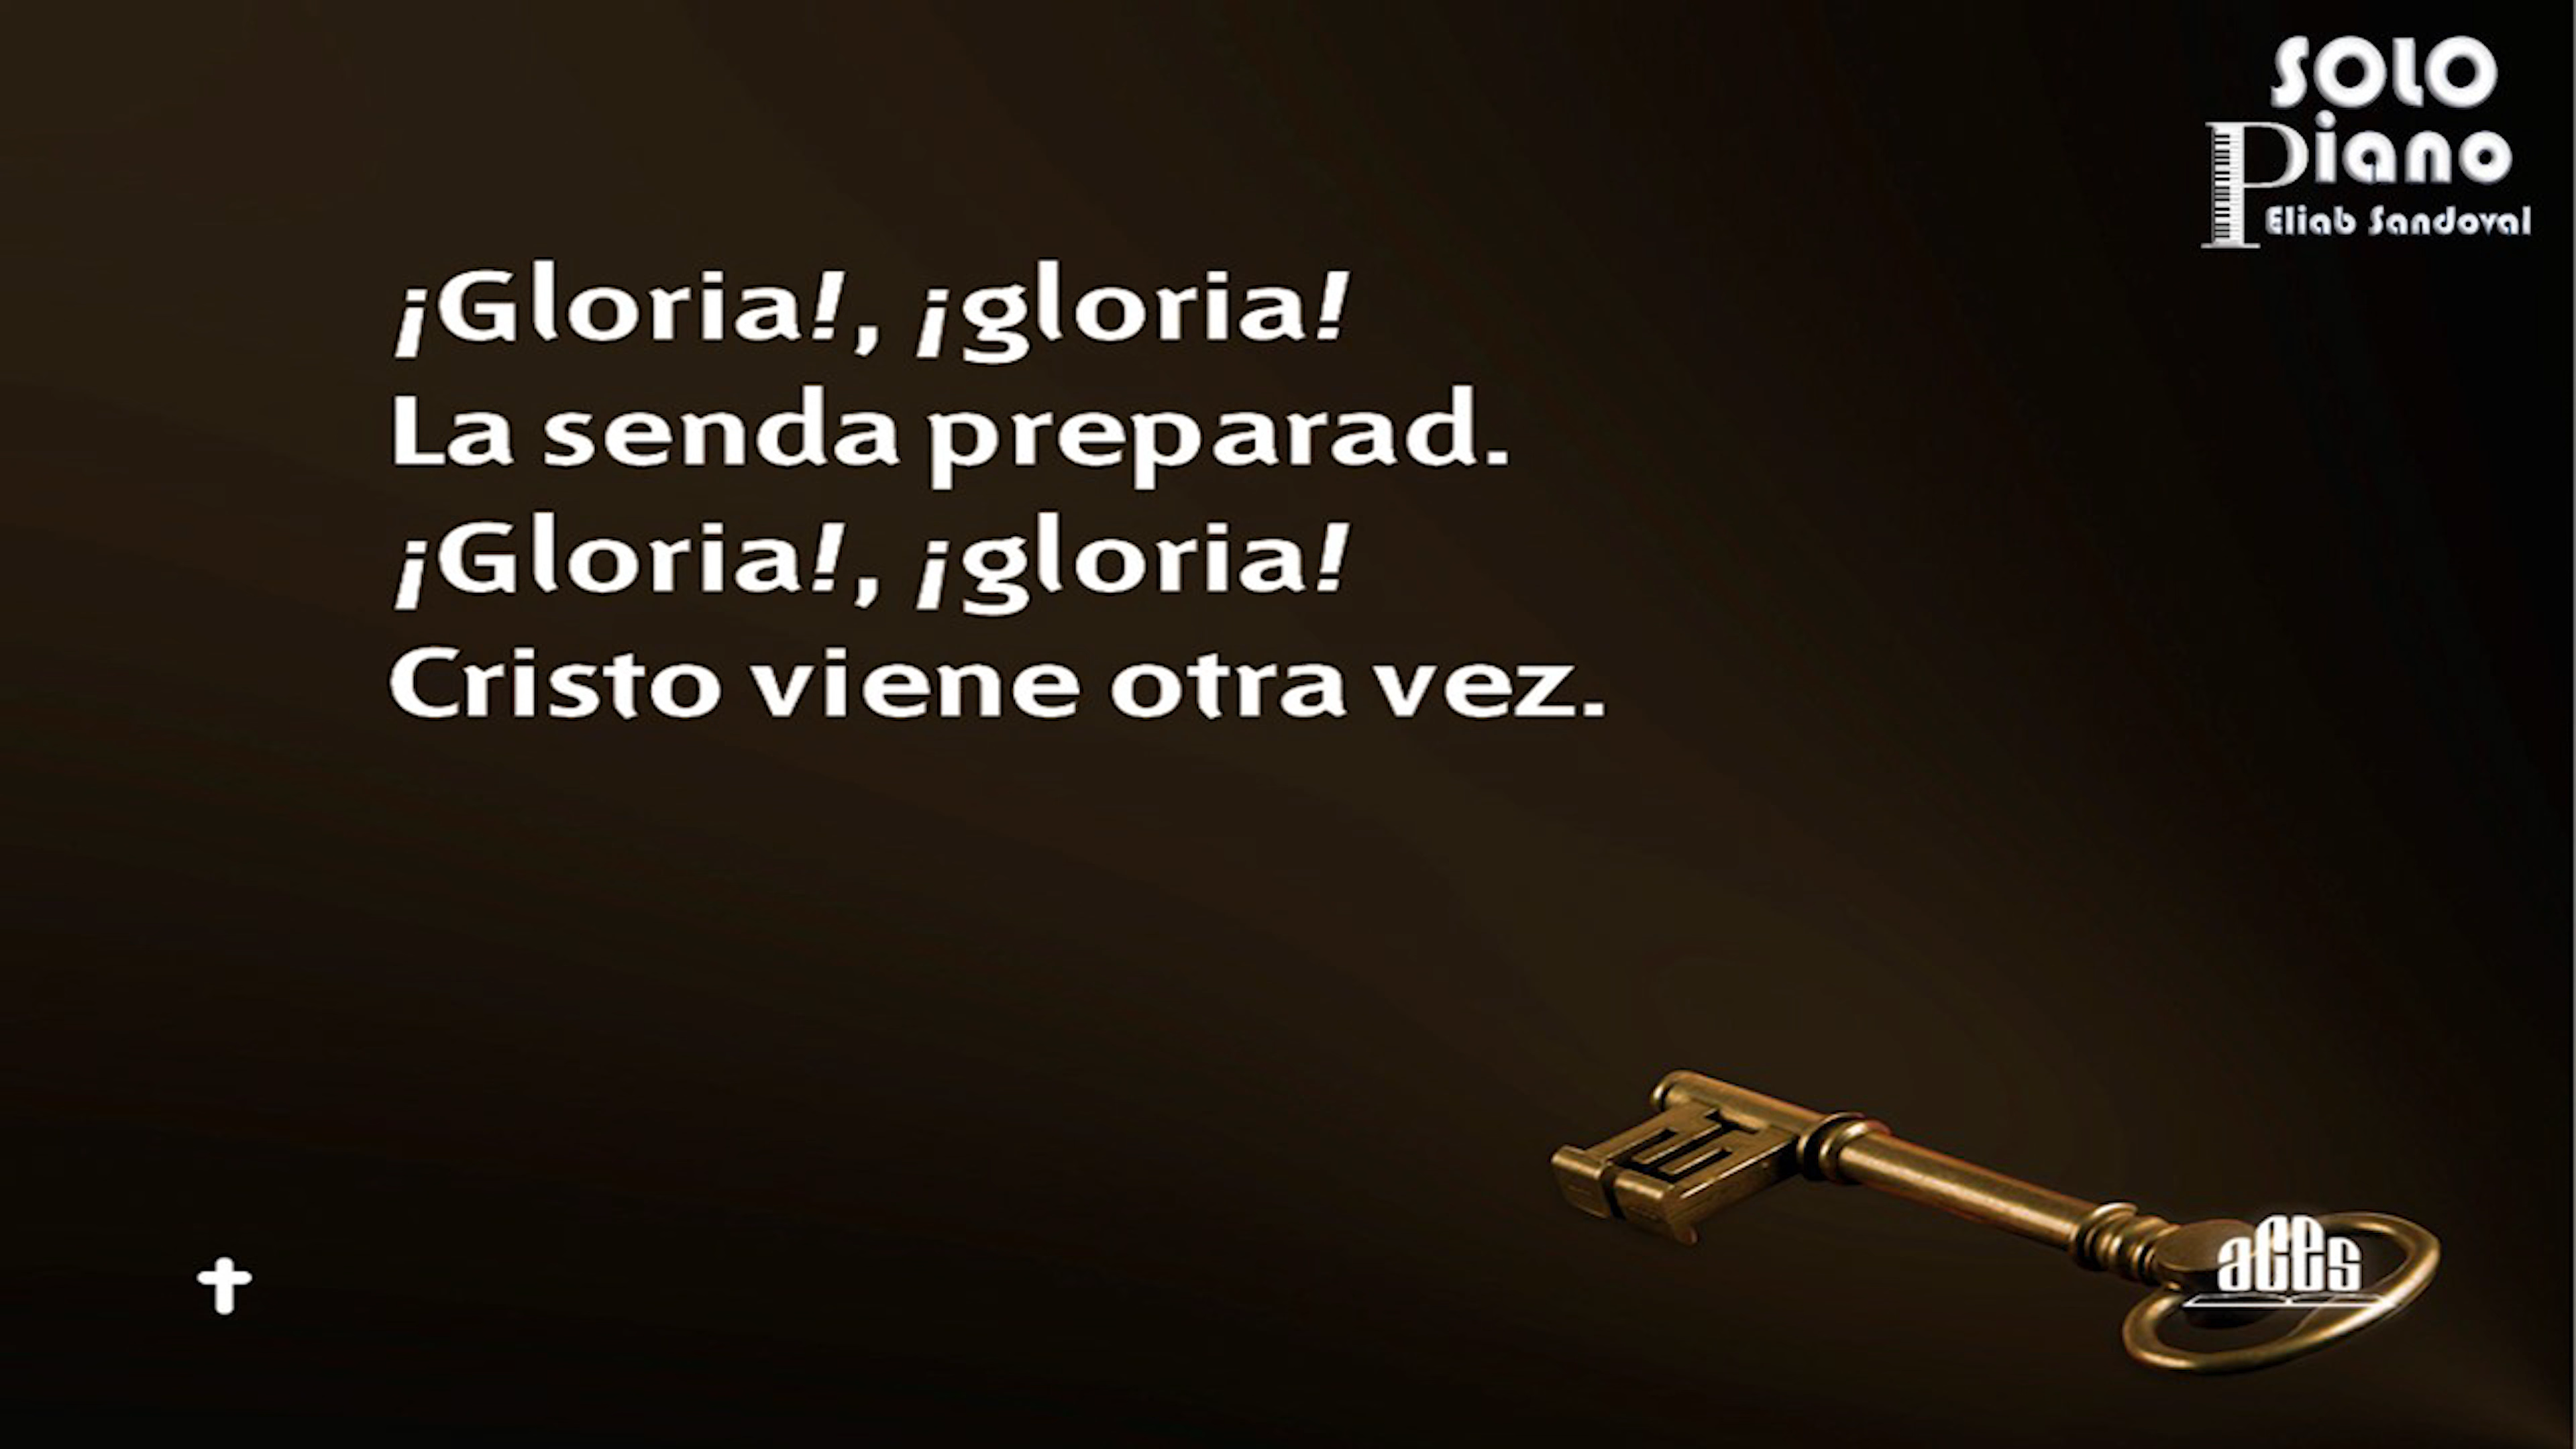 SOLO
Piano
Eliab Sandoval
¡Gloria!, ¡gloria!
La senda preparad.
¡Gloria!, ¡gloria!
Cristo viene otra vez.
aces